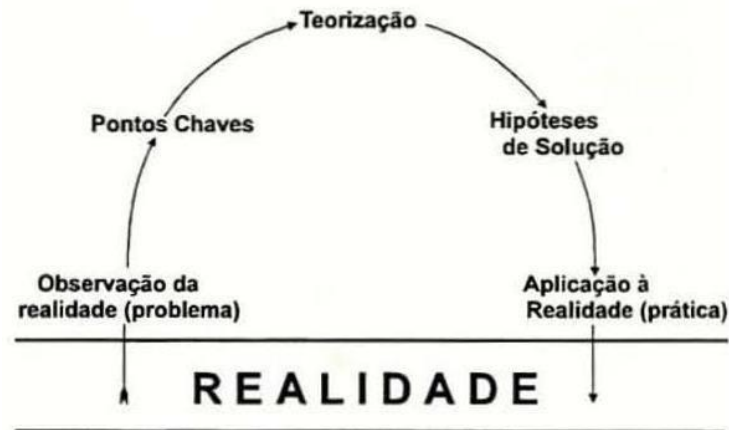 Teorização
Pontos Chaves
Hipóteses
de Solução
Observação da
realidade (problema)
Aplicação à
Realidade (prática)
REALIDADE